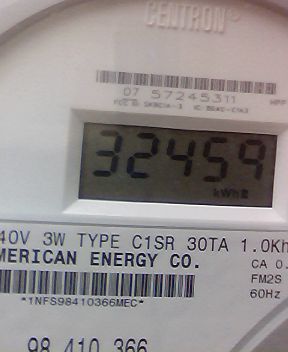 CENTRON®
07 57245311
32459
kWh
40V 3W TYPE C1SR 30TA 1.0Kh
MERICAN ENERGY CO.
CA 0.
*1NFS98410366MEC*
FM2S
60Hz
98 410 366